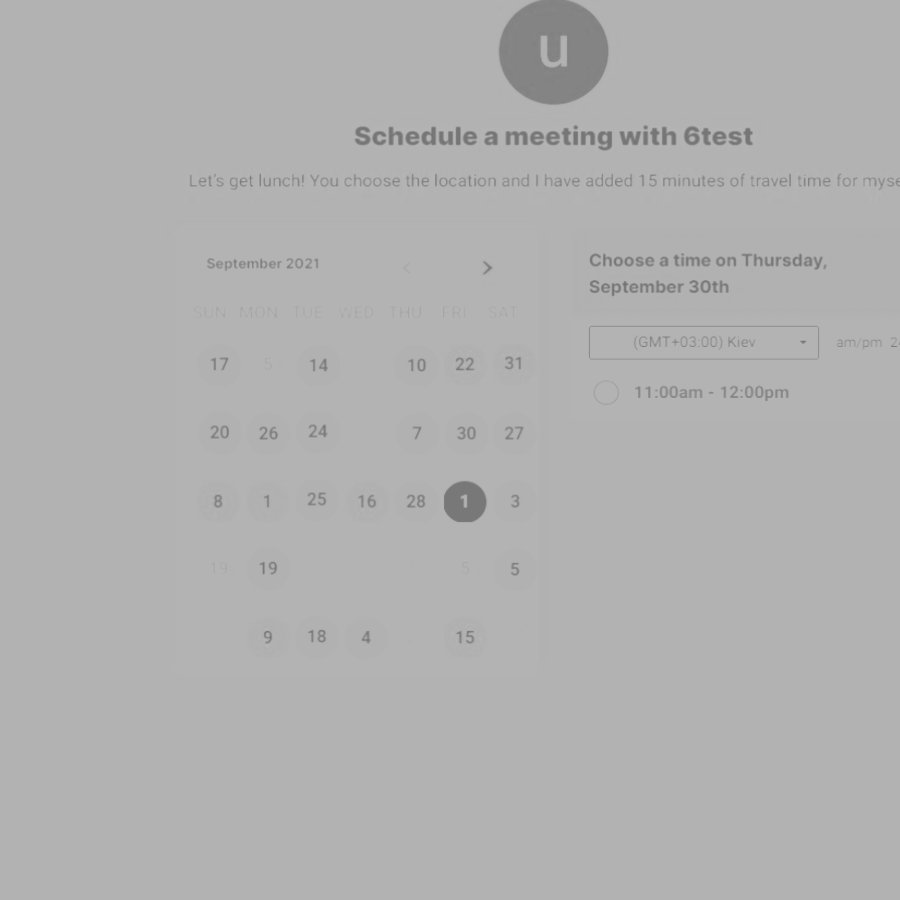 u
Schedule a meeting with 6test
Let's get lunch! You choose the location and I have added 15 minutes of travel time for
September 2021
SUN MON TUE WED THU FRI SAT
17 5 14 10 22 31
20 26 24 7 30 27
8 1 25 16 28 1 3
19 19 5 5
9 18 4 15
Choose a time on Thursday,
September 30th
(GMT+03:00) Kiev am/pm
11:00am - 12:00pm